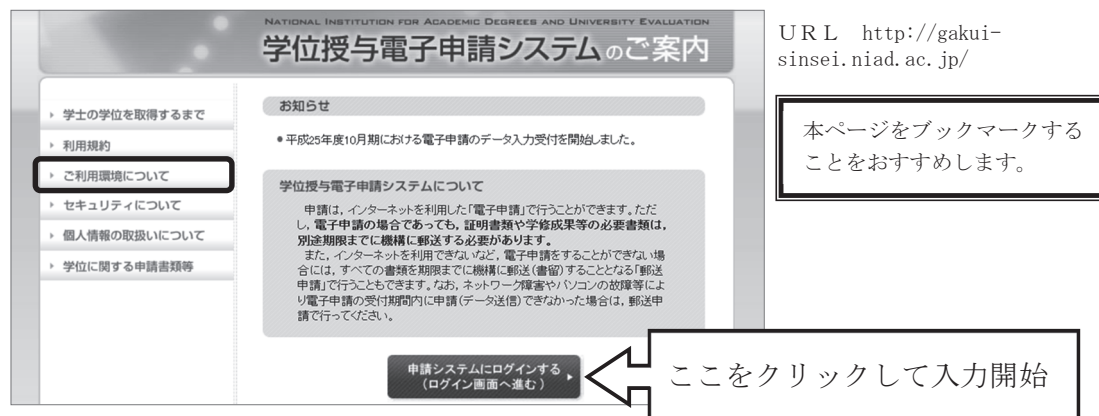 NATIONAL INSTITUTION FOR ACADEMIC DEGREES AND UNIVERSITY EVALUATION
学位授与電子申請システムのご案内
URL http://gakui-
sinsei.niad.ac.jp/
本ページをブックマークする
ことをおすすめします。
学士の学位を取得するまで
利用規約
ご利用環境について
セキュリティについて
個人情報の取扱いについて
学位に関する申請書類等
お知らせ
●平成25年度10月期における電子申請のデータ入力受付を開始しました。
学位授与電子申請システムについて
申請は，インターネットを利用した「電子申請」で行うことができます。ただ
し，電子申請の場合であっても，証明書類や学修成果等の必要書類は，
別途期限までに機構に郵送する必要があります。
また，インターネットを利用できないなど，電子申請をすることができない場
合には，すべての書類を期限までに機構に郵送（書留）することとなる「郵送
申請」で行うこともできます。なお，ネットワーク障害やパソコンの故障等によ
り電子申請の受付期間内に申請（データ送信）できなかった場合は，郵送申
請で行ってください。
申請システムにログインする
（ログイン画面へ進む）
ここをクリックして入力開始